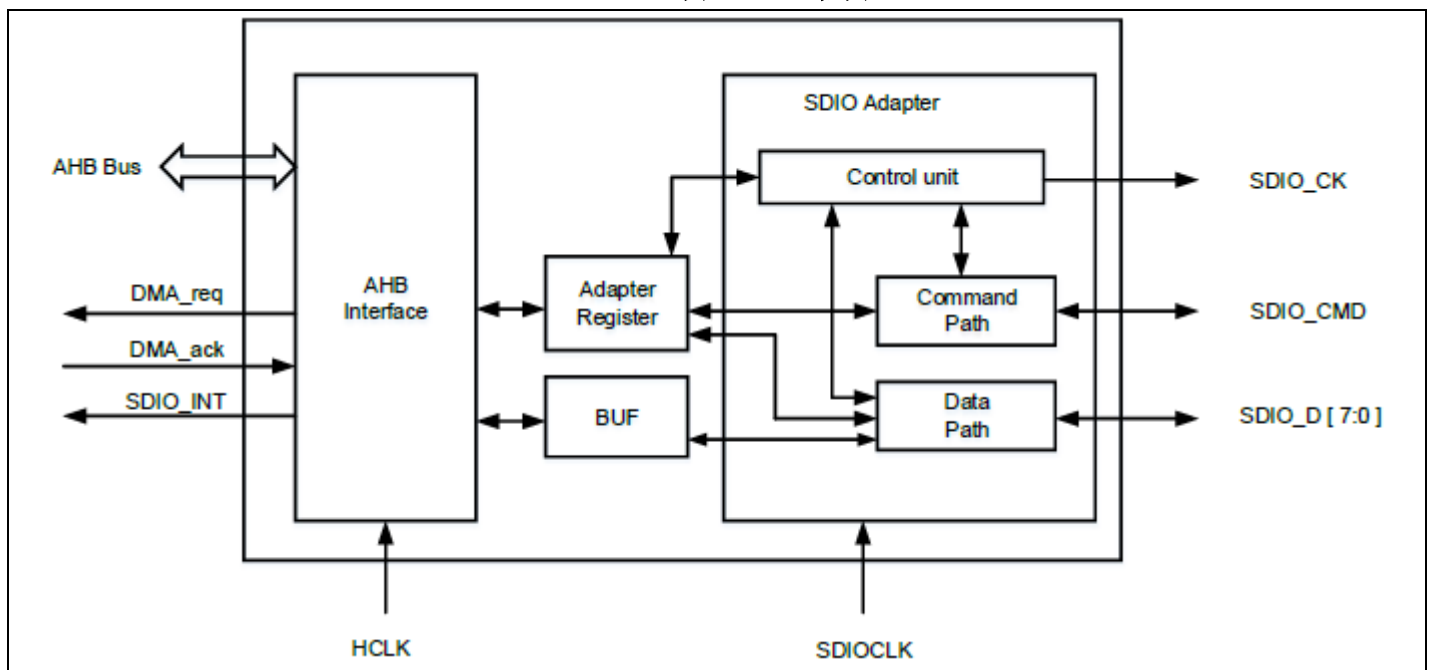 SDIO Adapter
AHB Bus
Control unit
SDIO_CK
DMA_req
AHB
Interface
Adapter
Register
Command
Path
SDIO_CMD
DMA_ack
SDIO_INT
BUF
Data
Path
SDIO_D [ 7:0 ]
HCLK
SDIOCLK